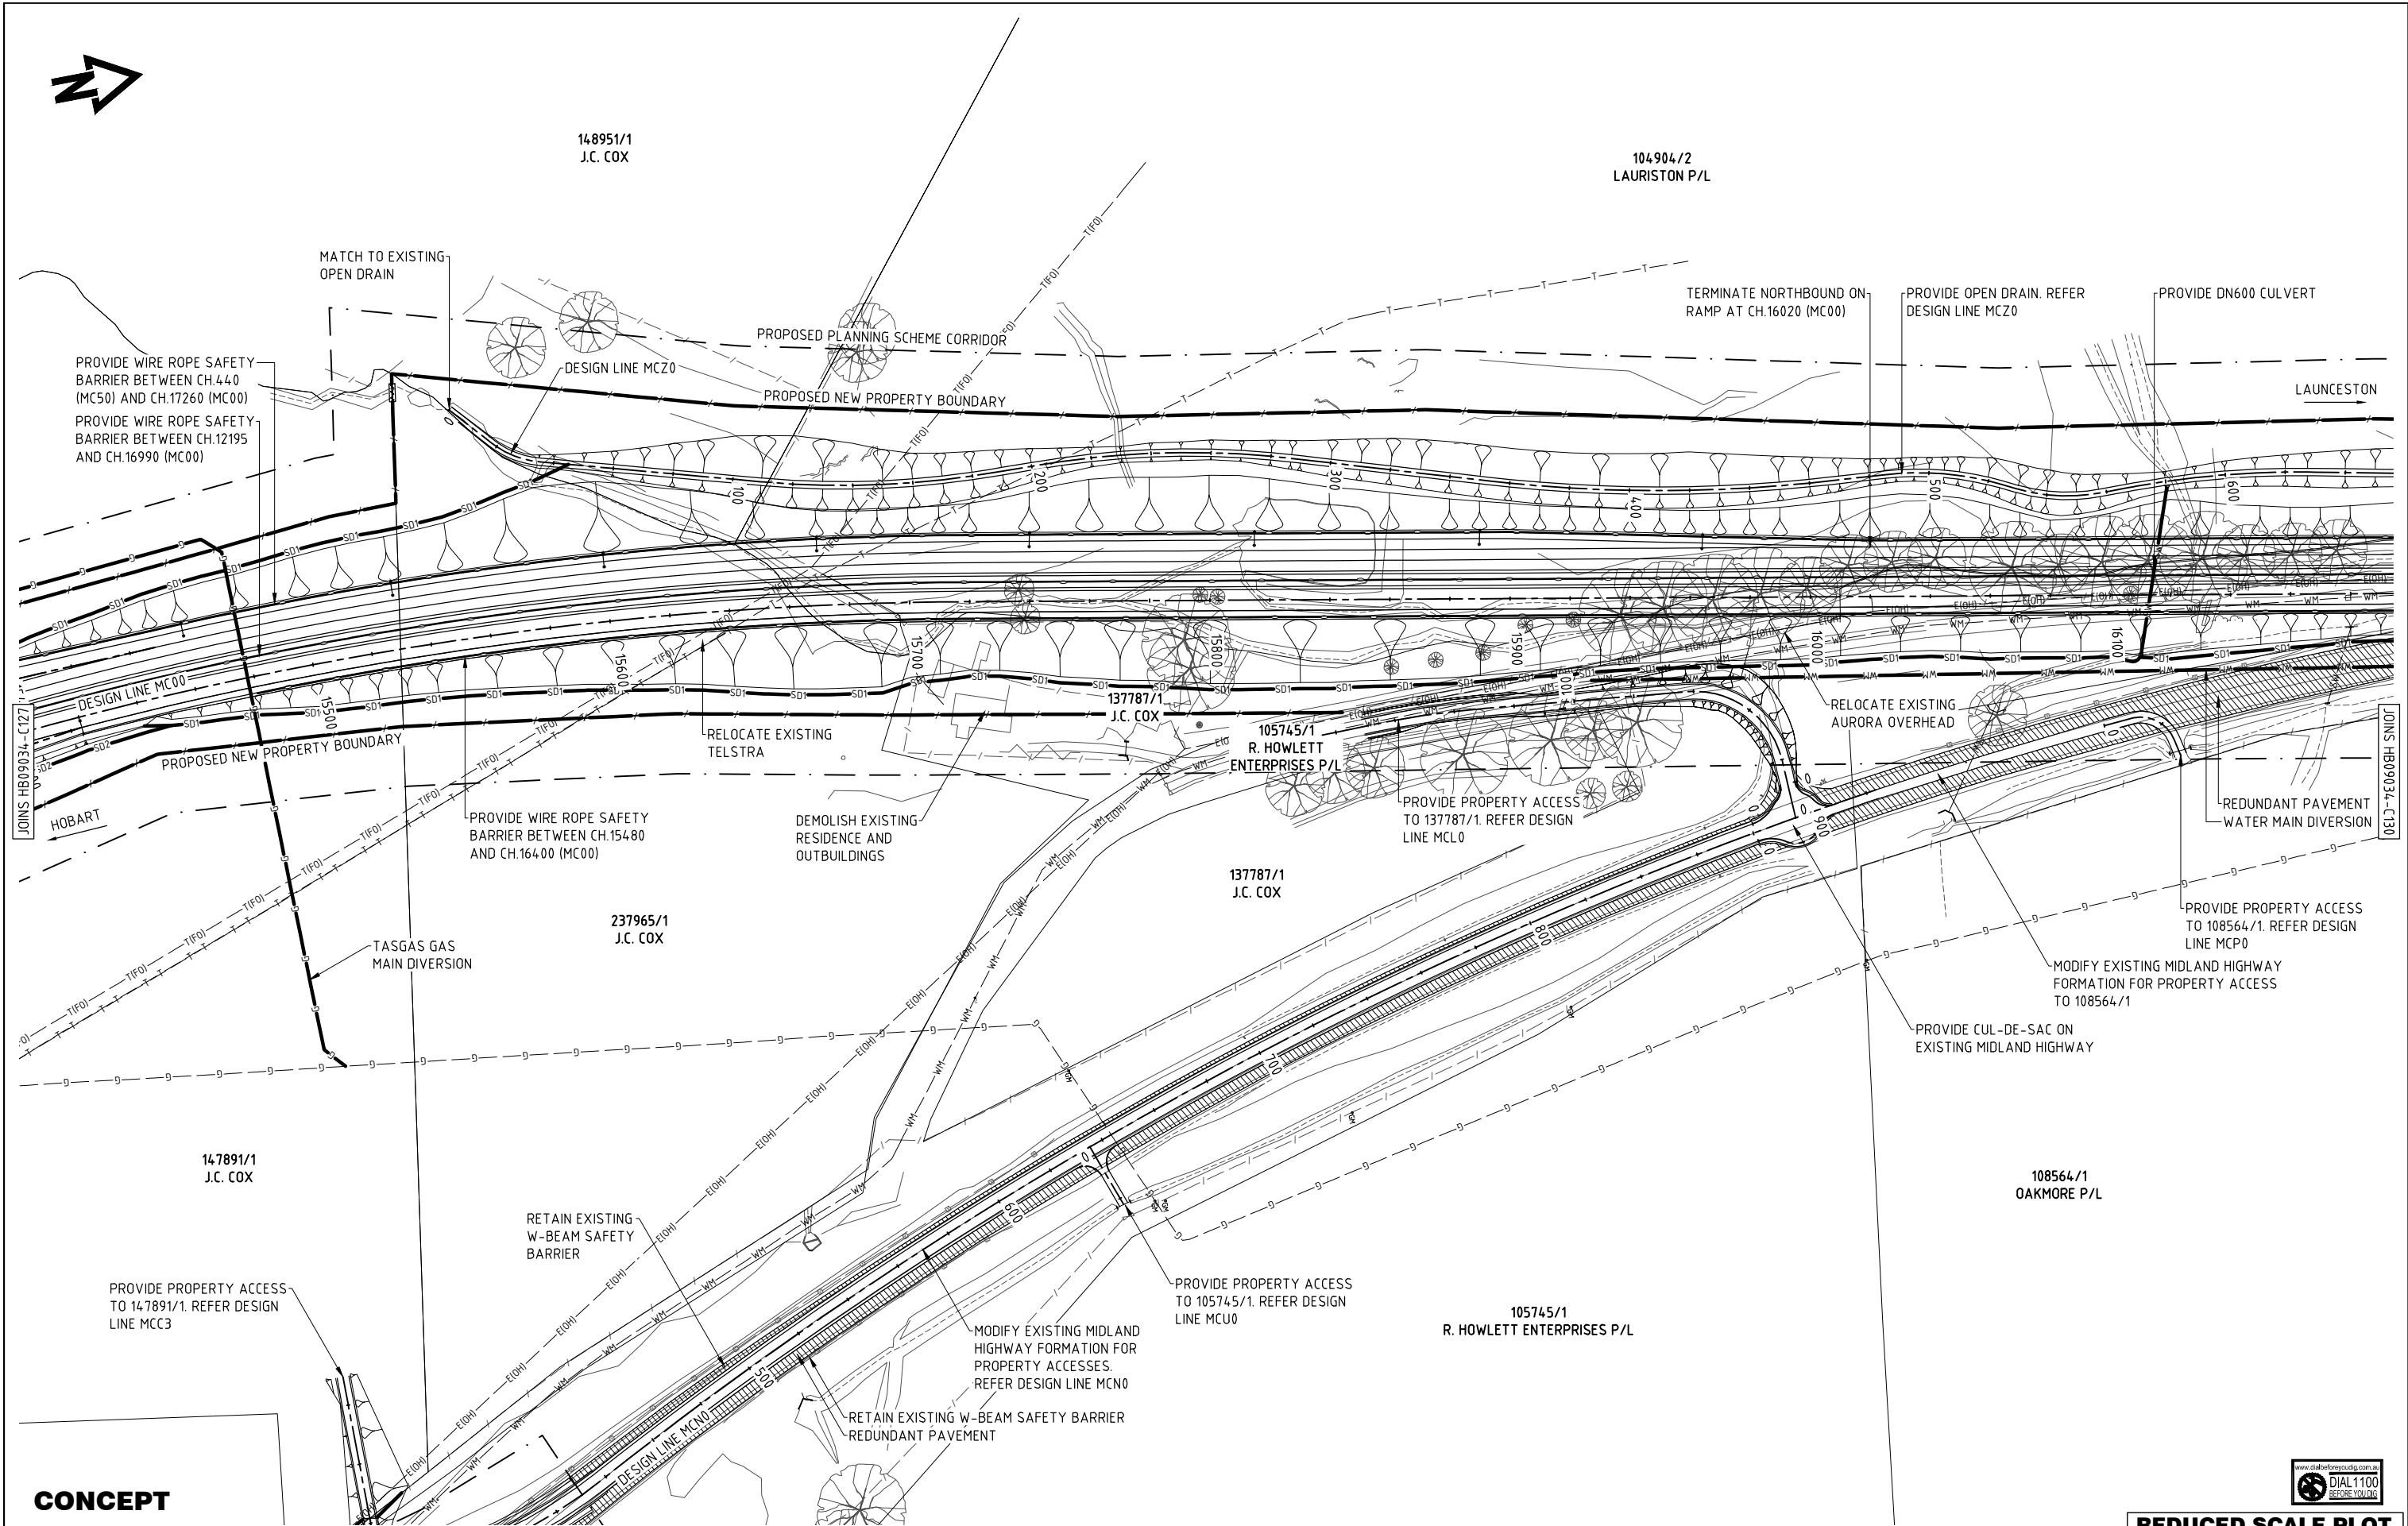 N
148951/1
J.C. COX
104904/2
LAURISTON P/L
MATCH TO EXISTING
OPEN DRAIN
TERMINATE NORTHBOUND ON
RAMP AT CH.16020 (MC00)
PROVIDE OPEN DRAIN. REFER
DESIGN LINE MCZ0
PROVIDE DN600 CULVERT
PROPOSED PLANNING SCHEME CORRIDOR
PROVIDE WIRE ROPE SAFETY
BARRIER BETWEEN CH.440
(MC50) AND CH.17260 (MC00)
DESIGN LINE MCZ0
PROPOSED NEW PROPERTY BOUNDARY
LAUNCESTON
PROVIDE WIRE ROPE SAFETY
BARRIER BETWEEN CH.12195
AND CH.16990 (MC00)
0
100
200
300
400
500
600
DESIGN LINE MC00
15500
15600
15700
15800
15900
16000
16100
JOINS HB09034-C127
JOINS HB09034-C130
PROPOSED NEW PROPERTY BOUNDARY
HOBART
RELOCATE EXISTING
TELSTRA
137787/1
J.C. COX
105745/1
R. HOWLETT
ENTERPRISES P/L
RELOCATE EXISTING
AURORA OVERHEAD
PROVIDE WIRE ROPE SAFETY
BARRIER BETWEEN CH.15480
AND CH.16400 (MC00)
DEMOLISH EXISTING
RESIDENCE AND
OUTBUILDINGS
PROVIDE PROPERTY ACCESS
TO 137787/1. REFER DESIGN
LINE MCL0
REDUNDANT PAVEMENT
WATER MAIN DIVERSION
137787/1
J.C. COX
237965/1
J.C. COX
TASGAS GAS
MAIN DIVERSION
PROVIDE PROPERTY ACCESS
TO 108564/1. REFER DESIGN
LINE MCP0
MODIFY EXISTING MIDLAND HIGHWAY
FORMATION FOR PROPERTY ACCESS
TO 108564/1
PROVIDE CUL-DE-SAC ON
EXISTING MIDLAND HIGHWAY
900
800
700
600
500
147891/1
J.C. COX
108564/1
OAKMORE P/L
RETAIN EXISTING
W-BEAM SAFETY
BARRIER
PROVIDE PROPERTY ACCESS
TO 147891/1. REFER DESIGN
LINE MCC3
PROVIDE PROPERTY ACCESS
TO 105745/1. REFER DESIGN
LINE MCU0
105745/1
R. HOWLETT ENTERPRISES P/L
MODIFY EXISTING MIDLAND
HIGHWAY FORMATION FOR
PROPERTY ACCESSES.
REFER DESIGN LINE MCN0
RETAIN EXISTING W-BEAM SAFETY BARRIER
REDUNDANT PAVEMENT
DESIGN LINE MCN0
CONCEPT
www.dialbeforeyoudig.com.au
DIAL1100
BEFORE YOU DIG
REDUCED SCALE PLOT